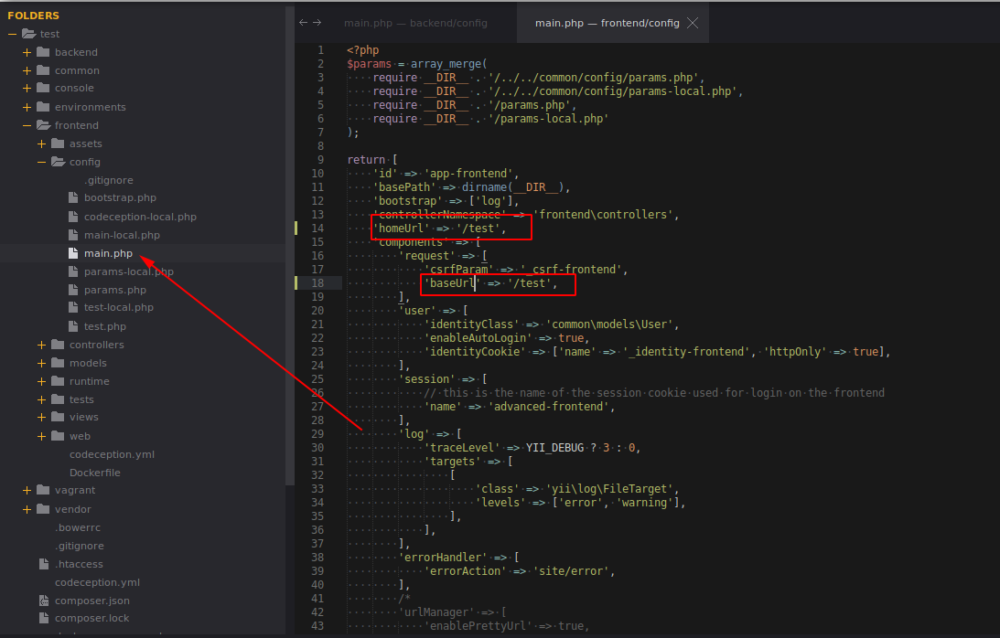 FOLDERS
test
backend
common
console
environments
frontend
assets
config
.gitignore
bootstrap.php
codeception-local.php
main-local.php
main.php
params-local.php
params.php
test-local.php
test.php
controllers
models
runtime
tests
views
web
codeception.yml
Dockerfile
vagrant
vendor
.bowerrc
.gitignore
.htaccess
codeception.yml
composer.json
composer.lock
main.php — backend/config
main.php — frontend/config
1 <?php
2 $params = array_merge(
3     require __DIR__ . '/../../common/config/params.php',
4     require __DIR__ . '/../../common/config/params-local.php',
5     require __DIR__ . '/params.php',
6     require __DIR__ . '/params-local.php'
7 );
8
9 return [
10     'id' => 'app-frontend',
11     'basePath' => dirname(__DIR__),
12     'bootstrap' => ['log'],
13     'controllerNamespace' => 'frontend\controllers',
14     'homeUrl' => '/test',
15     'components' => [
16         'request' => [
17             'csrfParam' => '_csrf-frontend',
18             'baseUrl' => '/test',
19         ],
20         'user' => [
21             'identityClass' => 'common\models\User',
22             'enableAutoLogin' => true,
23             'identityCookie' => ['name' => '_identity-frontend', 'httpOnly' => true],
24         ],
25         'session' => [
26             // this is the name of the session cookie used for login on the frontend
27             'name' => 'advanced-frontend',
28         ],
29         'log' => [
30             'traceLevel' => YII_DEBUG ? 3 : 0,
31             'targets' => [
32                 [
33                     'class' => 'yii\log\FileTarget',
34                     'levels' => ['error', 'warning'],
35                 ],
36             ],
37         ],
38         'errorHandler' => [
39             'errorAction' => 'site/error',
40         ],
41         /*
42         'urlManager' => [
43             'enablePrettyUrl' => true,